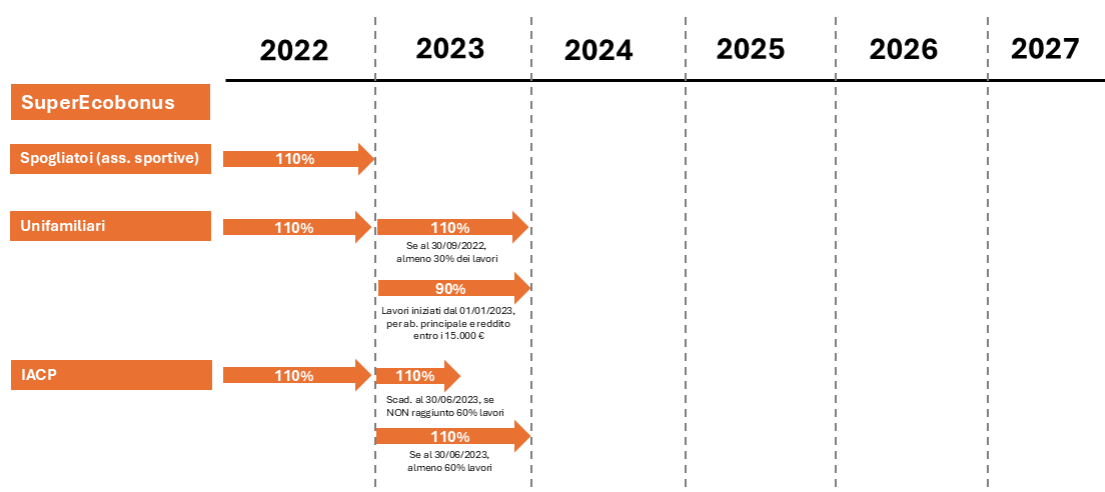 2022 2023 2024 2025 2026 2027
SuperEcobonus
Spogliatoi (ass. sportive) 110%
Unifamiliari 110% 110%
Se al 30/09/2022,
almeno 30% dei lavori
90%
Lavori iniziati dal 01/01/2023,
per ab. principale e reddito
entro i 15.000 €
IACP 110% 110%
Scad. al 30/06/2023, se
NON raggiunto 60% lavori
110%
Se al 30/06/2023,
almeno 60% lavori